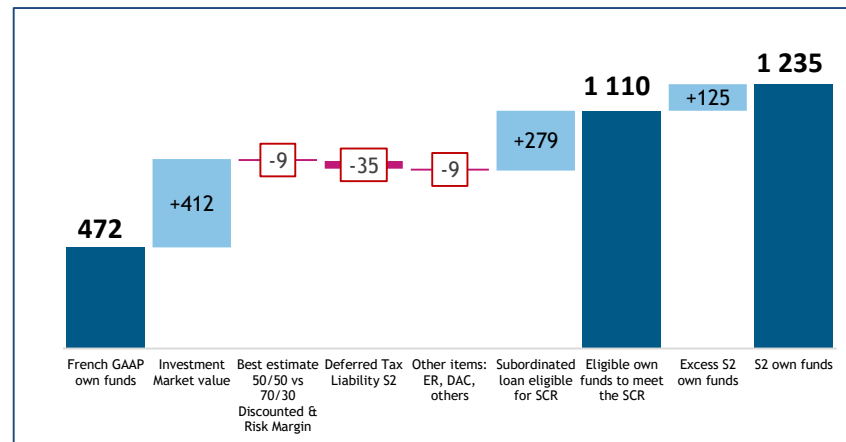 1 235
1 110
+125
+279
-9
-35
-9
+412
472
French GAAP
own funds
Investment
Market value
Best estimate
50/50 vs
70/30
Discounted &
Risk Margin
Deferred Tax
Liability S2
Other items:
ER, DAC,
others
Subordinated
loan eligible
for SCR
Eligible own
funds to meet
the SCR
Excess S2
own funds
S2 own funds